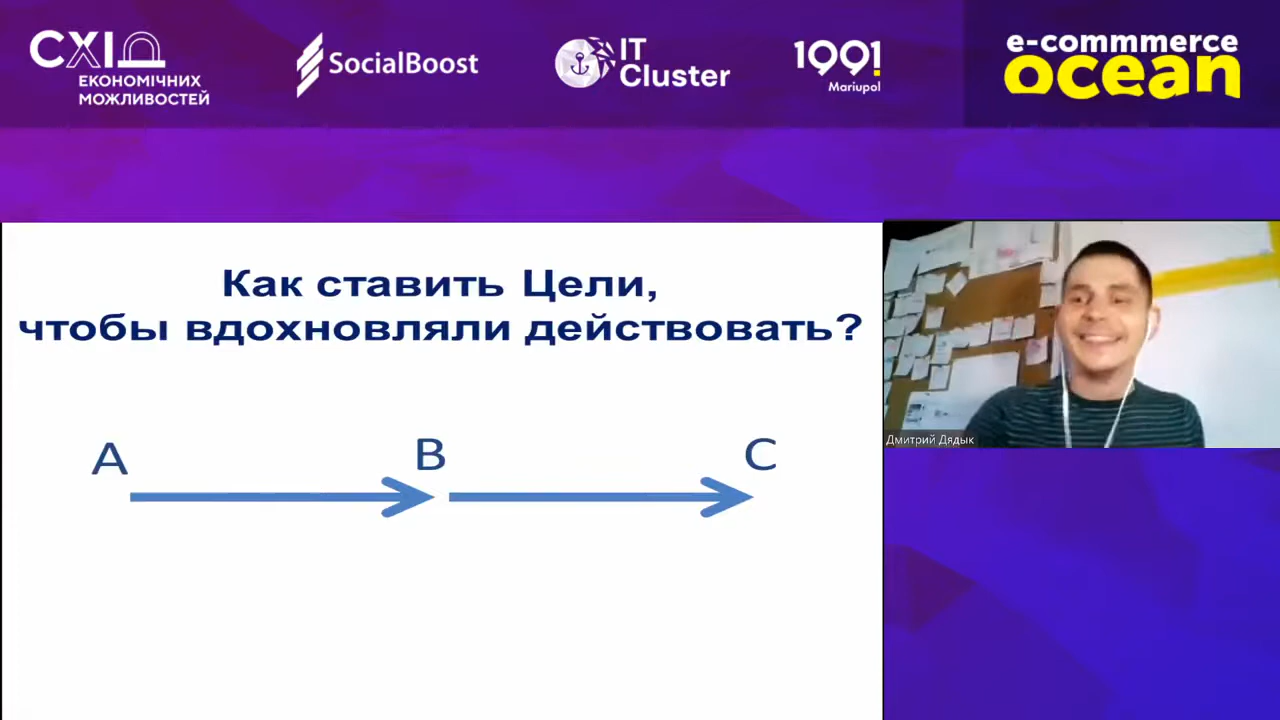 СХІД
ЕКОНОМІЧНИХ
МОЖЛИВОСТЕЙ
SocialBoost
IT
Cluster
1991
Mariupol
e-commmerce
ocean
Как ставить Цели,
чтобы вдохновляли действовать?
A B C
Дмитрий Дядык